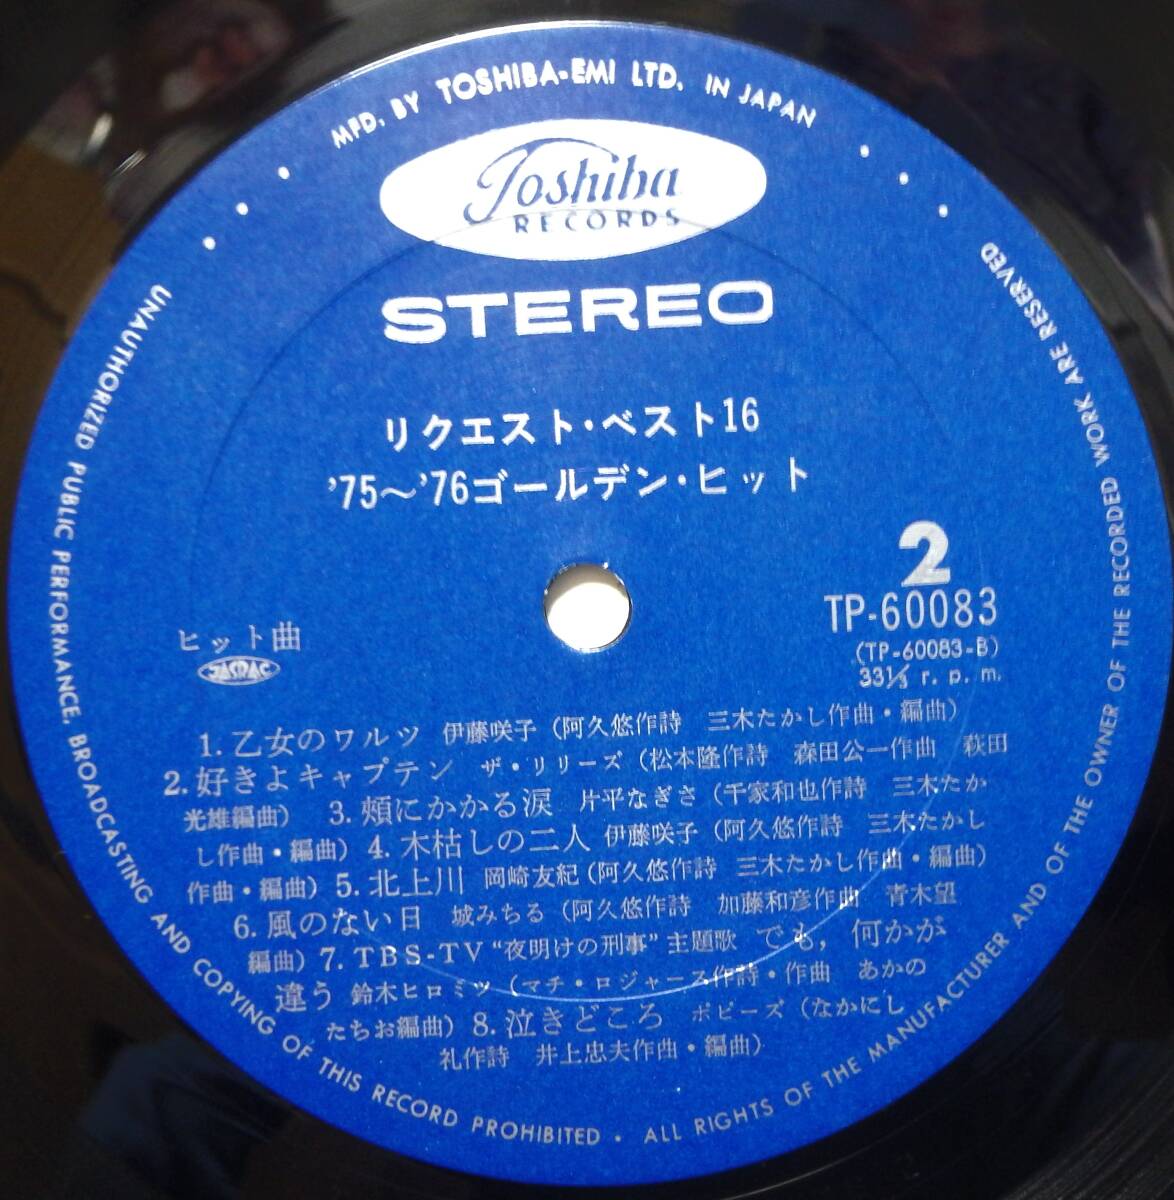 MFD. BY TOSHIBA-EMI LTD. IN JAPAN
Toshiba
RECORDS
STEREO
リクエスト・ベスト16
'75〜'76ゴールデン・ヒット
2
TP-60083
(TP-60083-B)
33⅓ r. p. m.
ヒット曲
JASRAC
1. 乙女のワルツ 伊藤咲子 (阿久悠作詩 三木たかし作曲・編曲)
2. 好きよキャプテン ザ・リリーズ (松本隆作詩 森田公一作曲 萩田
光雄編曲) 3. 頬にかかる涙 片平なぎさ (千家和也作詩 三木たか
し作曲・編曲) 4. 木枯しの二人 伊藤咲子 (阿久悠作詩 三木たかし
作曲・編曲) 5. 北上川 岡崎友紀 (阿久悠作詩 三木たかし作曲・編曲)
6. 風のない日 城みちる (阿久悠作詩 加藤和彦作曲 青木望
編曲) 7. TBS-TV “夜明けの刑事” 主題歌 でも, 何かが
違う 鈴木ヒロミツ (マチ・ロジャース作詩・作曲 あかの
たちお編曲) 8. 泣きどころ ボビーズ (なかにし
礼作詩 井上忠夫作曲・編曲)
UNAUTHORIZED PUBLIC PERFORMANCE, BROADCASTING AND COPYING OF THIS RECORD PROHIBITED • ALL RIGHTS OF THE MANUFACTURER AND OF THE OWNER OF THE RECORDED WORK ARE RESERVED